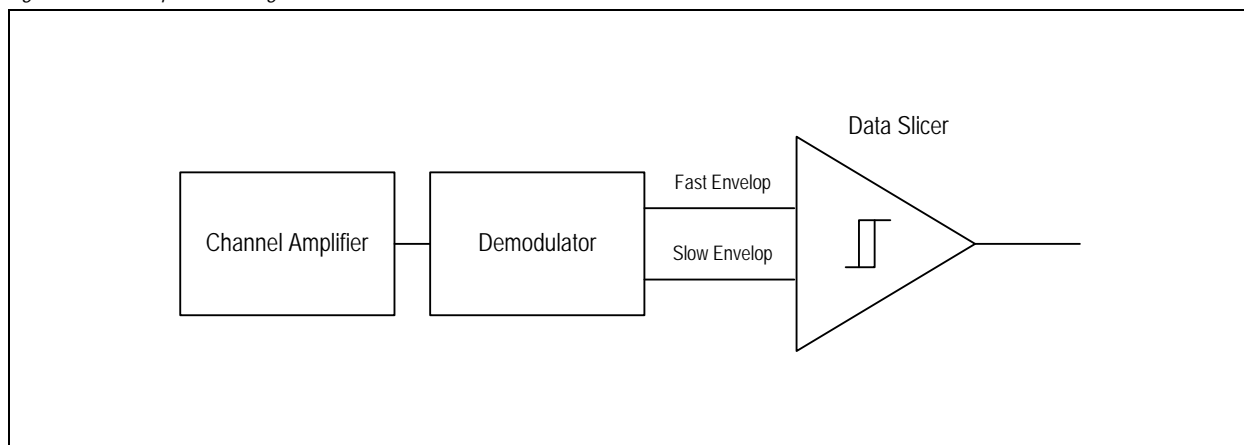 Data Slicer
Fast Envelop
Channel Amplifier
Demodulator
Slow Envelop